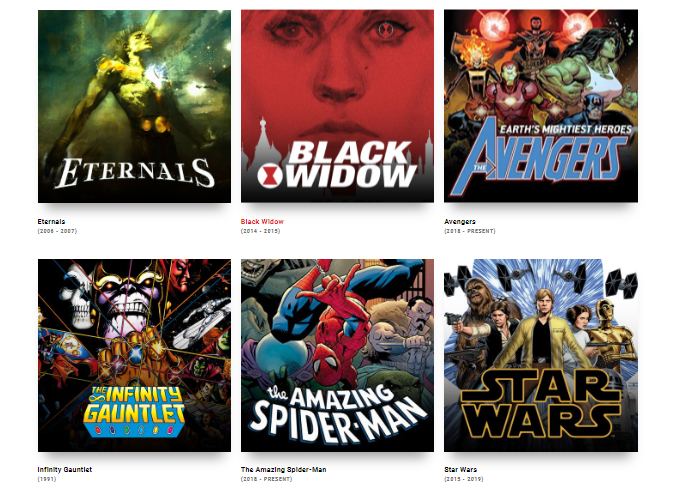 ETERNALS
BLACK
WIDOW
EARTH'S MIGHTIEST HEROES
THE AVENGERS
Eternals
(2006 - 2007)
Black Widow
(2014 - 2015)
Avengers
(2018 - PRESENT)
THE INFINITY
GAUNTLET
the AMAZING
SPIDER-MAN
STAR
WARS
Infinity Gauntlet
(1991)
The Amazing Spider-Man
(2018 - PRESENT)
Star Wars
(2015 - 2019)